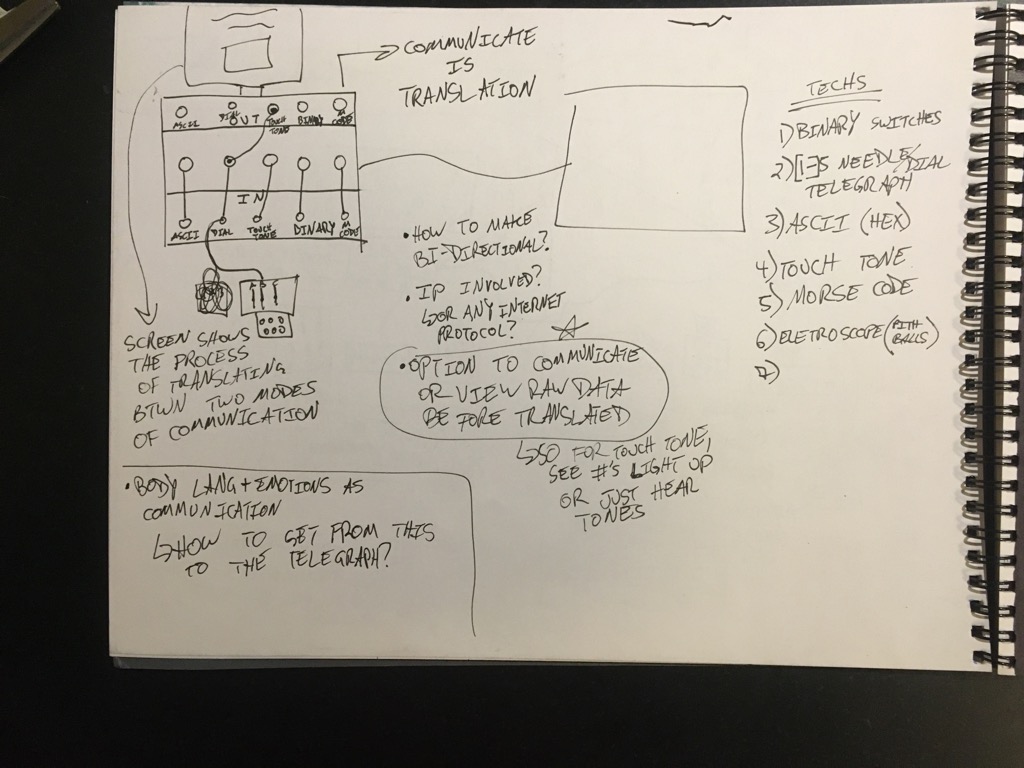 ASCII
DIAL
OUT
TOUCH
TONE
BINARY
M
CODE
IN
ASCII
DIAL
TOUCH
TONE
BINARY
M
CODE
COMMUNICATE
IS
TRANSLATION
SCREEN SHOWS
THE PROCESS
OF TRANSLATING
BTWN TWO MODES
OF COMMUNICATION
• HOW TO MAKE
BI-DIRECTIONAL?
• IP INVOLVED?
↳OR ANY INTERNET
PROTOCOL?
• OPTION TO COMMUNICATE
OR VIEW RAW DATA
BEFORE TRANSLATED
↳SO FOR TOUCH TONE,
SEE #'S LIGHT UP
OR JUST HEAR
TONES
• BODY LANG + EMOTIONS AS
COMMUNICATION
↳HOW TO GET FROM THIS
TO THE TELEGRAPH?
TECHS
1) BINARY SWITCHES
2) NEEDLE/DIAL
TELEGRAPH
3) ASCII (HEX)
4) TOUCH TONE
5) MORSE CODE
6) ELETROSCOPE (PITH
BALLS)
7)